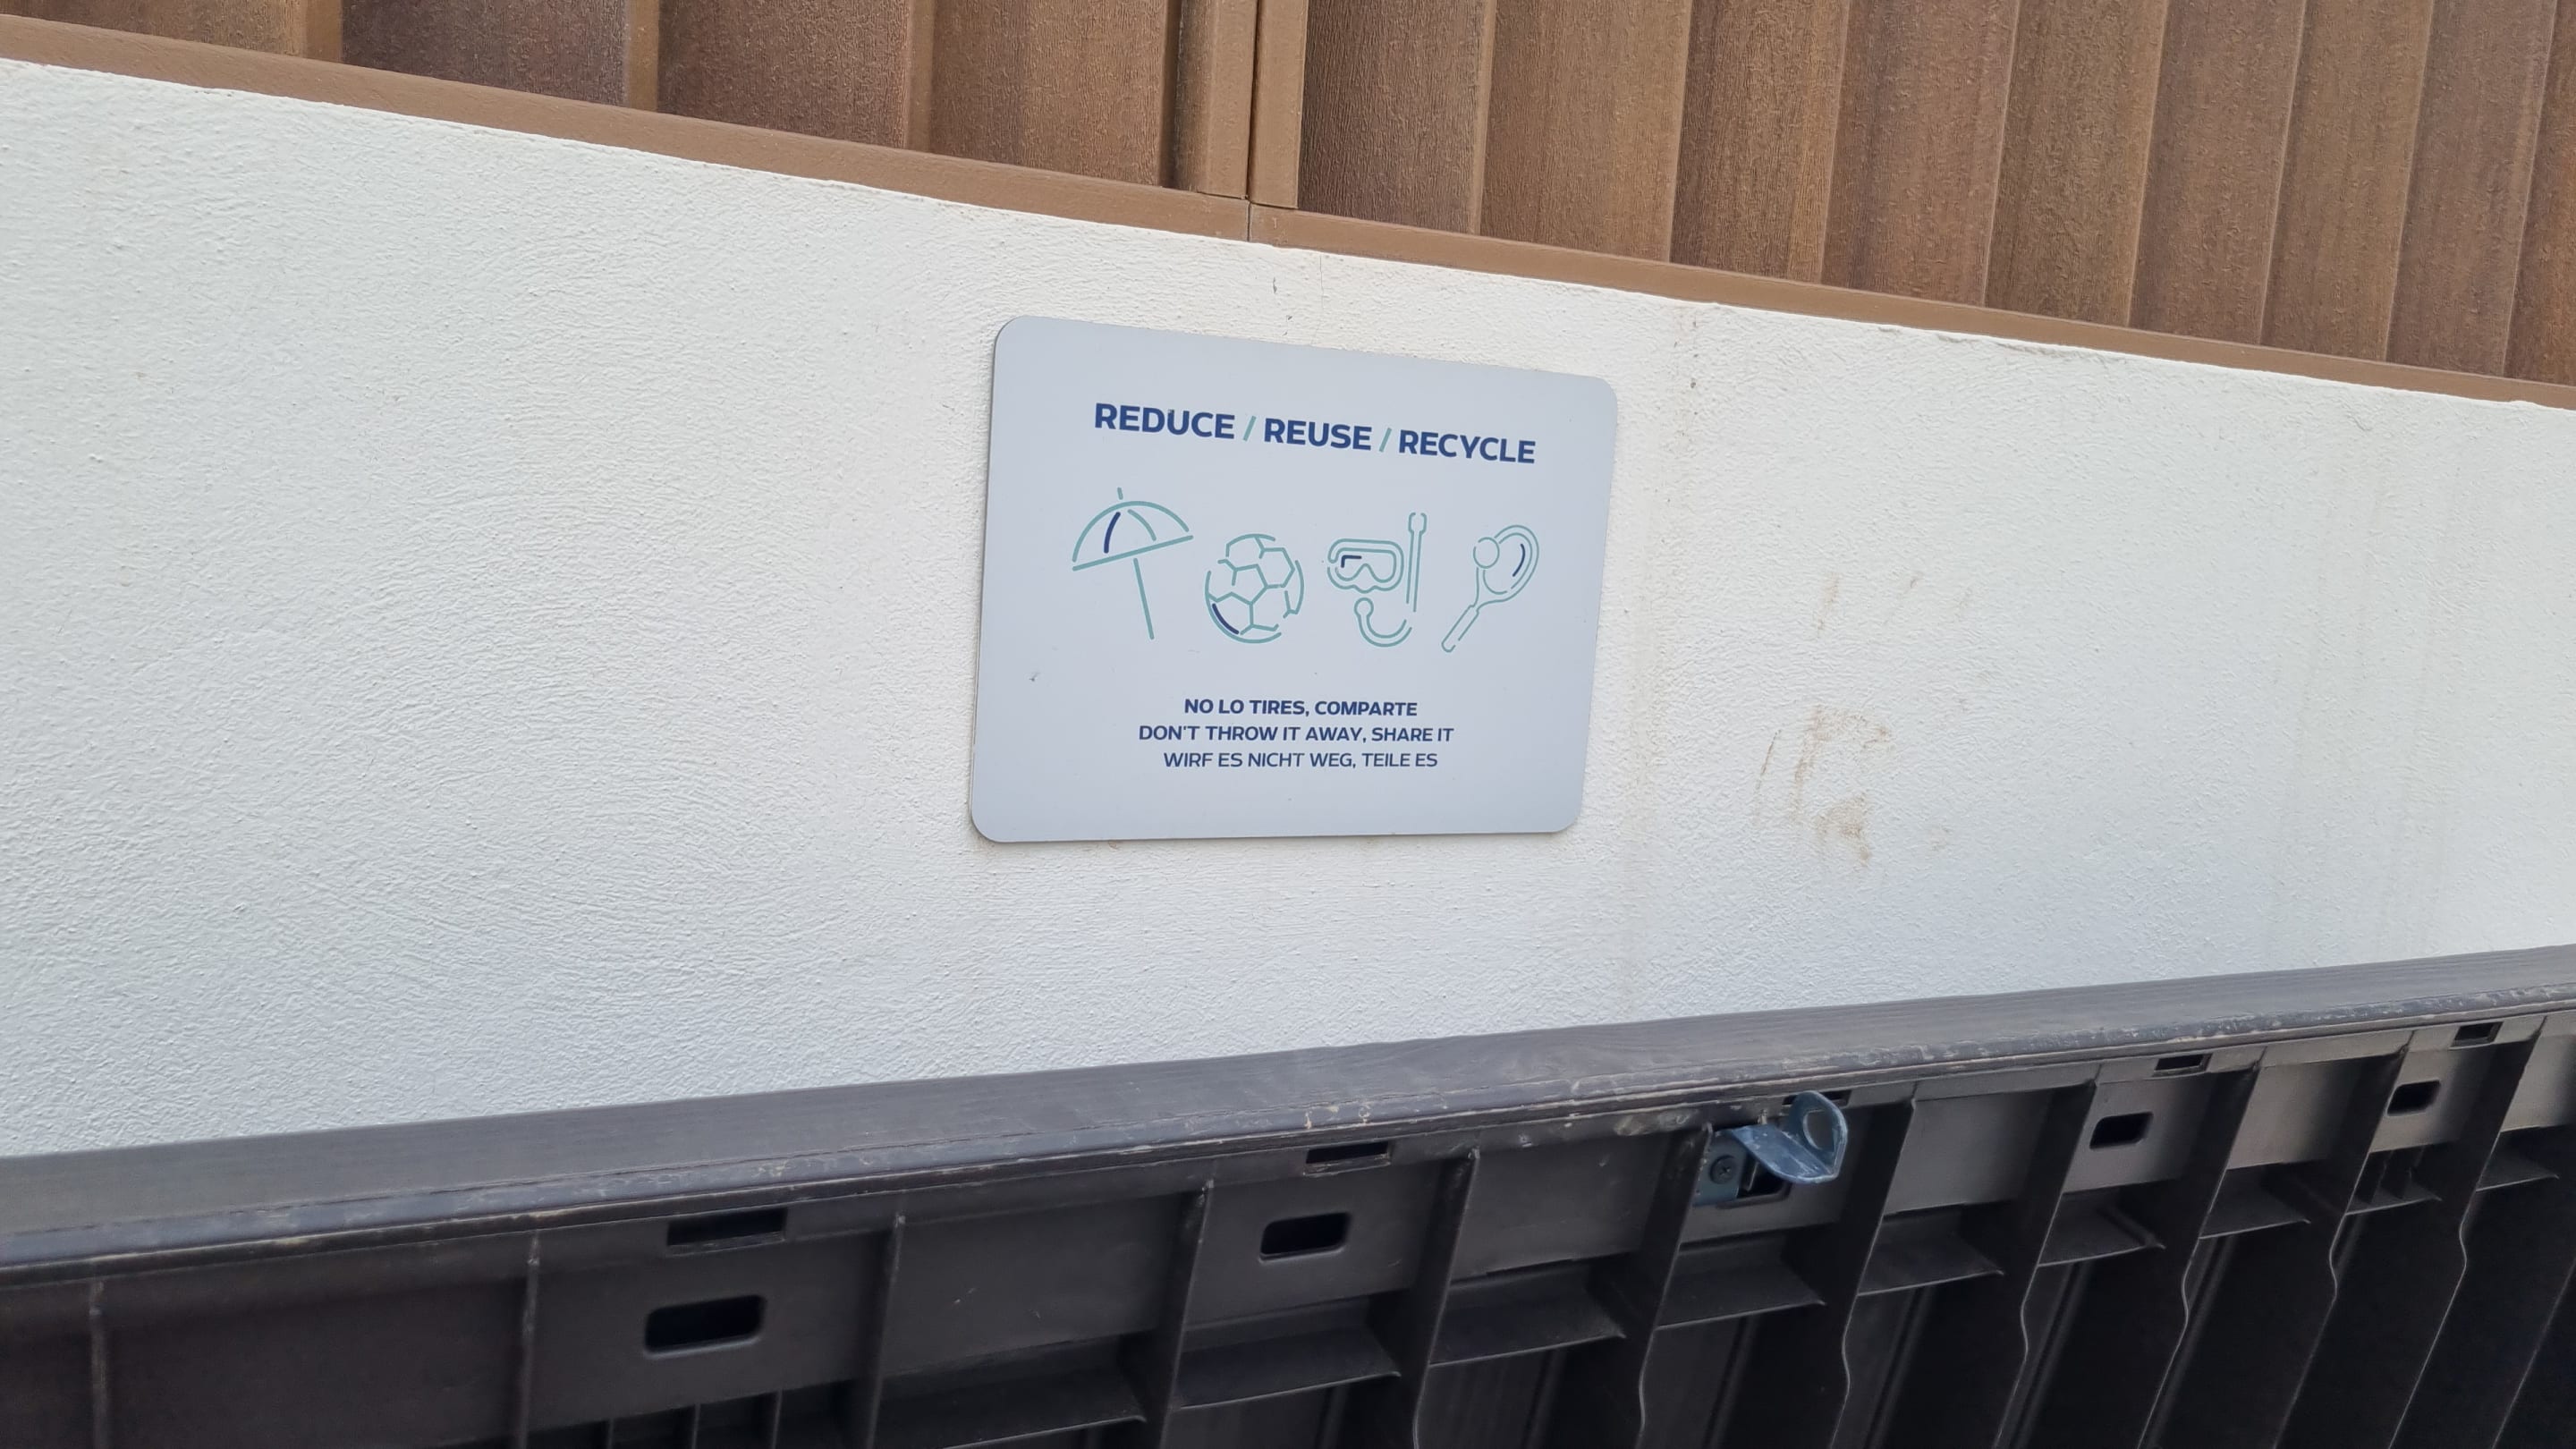 REDUCE / REUSE / RECYCLE
NO LO TIRES, COMPARTE
DON'T THROW IT AWAY, SHARE IT
WIRF ES NICHT WEG, TEILE ES